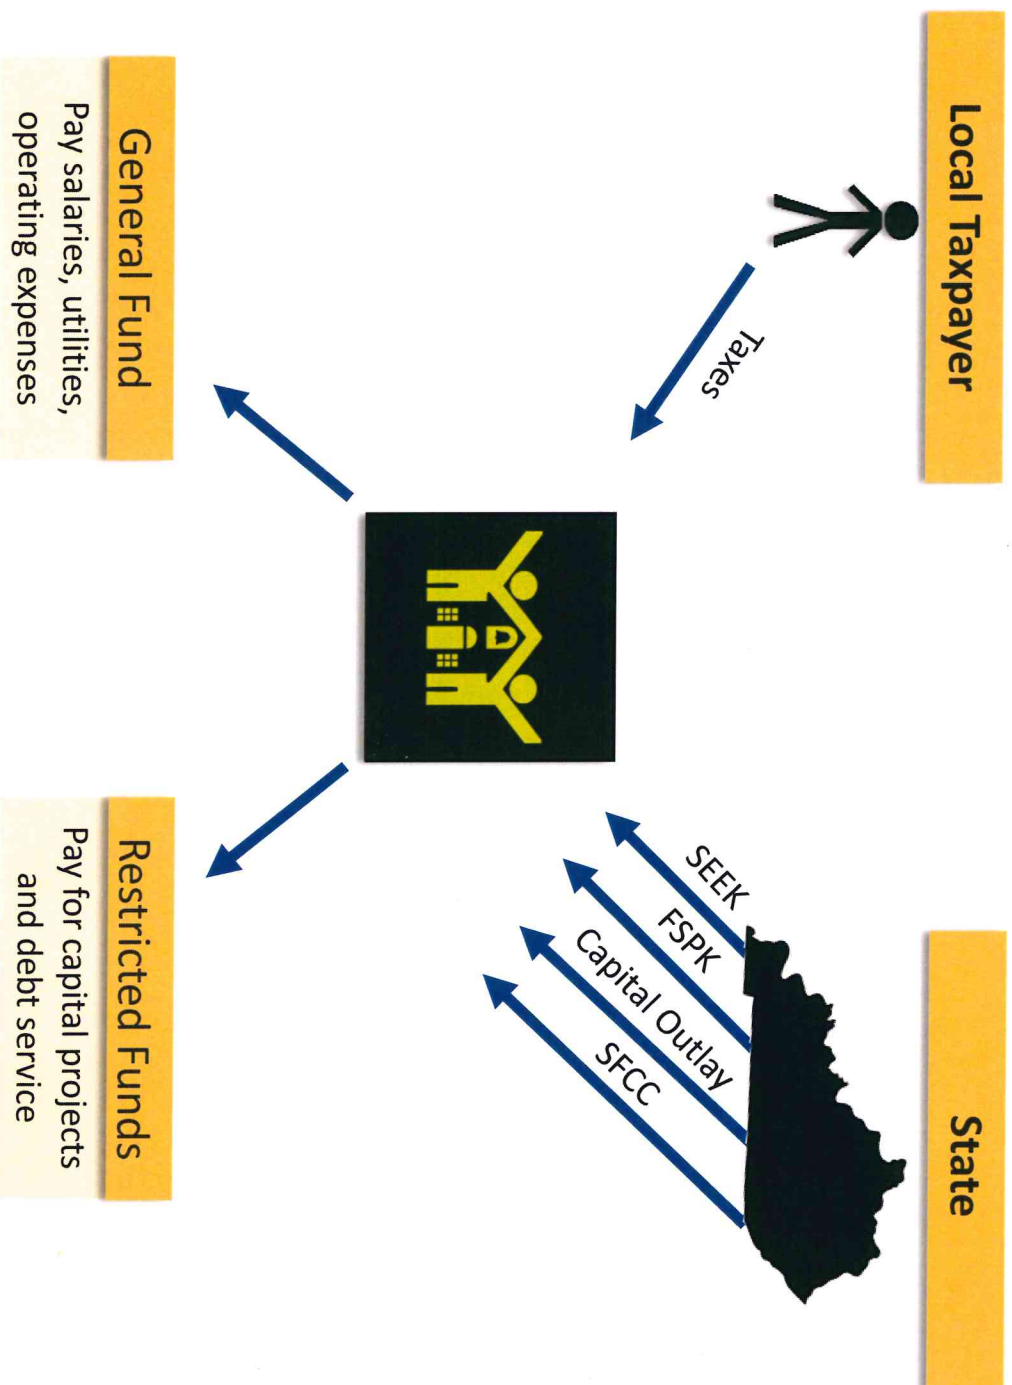 Local Taxpayer
State
Taxes
SEEK
FSPK
Capital Outlay
SFCC
General Fund
Pay salaries, utilities,
operating expenses
Restricted Funds
Pay for capital projects
and debt service